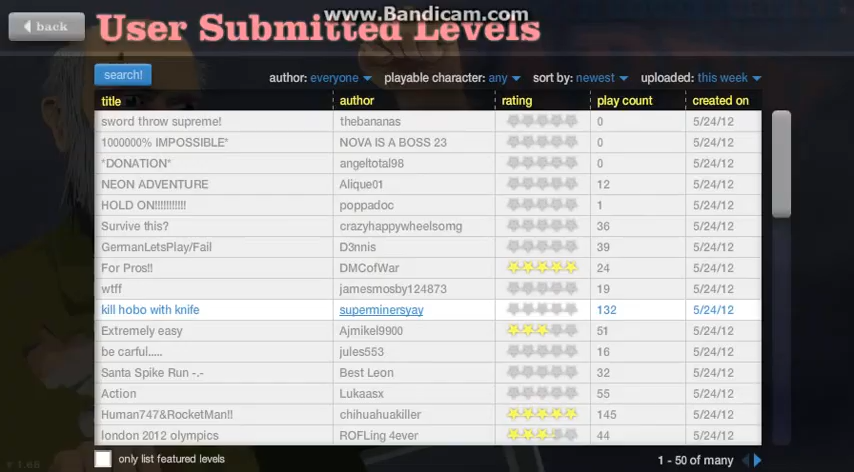 www.Bandicam.com
back
User Submitted Levels
search!
author: everyone playable character: any sort by: newest uploaded: this week
title author rating play count created on
sword throw supreme! thebananas 0 5/24/12
1000000% IMPOSSIBLE* NOVA IS A BOSS 23 0 5/24/12
*DONATION* angeltotal98 0 5/24/12
NEON ADVENTURE Alique01 12 5/24/12
HOLD ON!!!!!!!!!!! poppadoc 1 5/24/12
Survive this? crazyhappywheelsomg 36 5/24/12
GermanLetsPlay/Fail D3nnis 39 5/24/12
For Pros!! DMCofWar 24 5/24/12
wtff jamesmosby124873 19 5/24/12
kill hobo with knife superminersyay 132 5/24/12
Extremely easy Ajmikel9900 51 5/24/12
be carful..... jules553 16 5/24/12
Santa Spike Run -.- Best Leon 32 5/24/12
Action Lukaasx 55 5/24/12
Human747&RocketMan!! chihuahuakiller 145 5/24/12
london 2012 olympics ROFLing 4ever 44 5/24/12
only list featured levels 1 - 50 of many
v 1.65